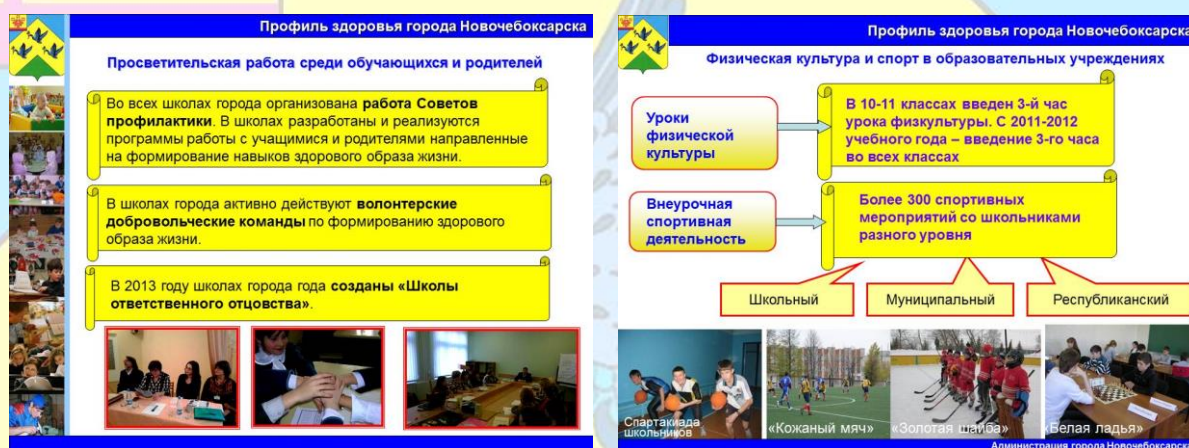 Профиль здоровья города Новочебоксарска
Просветительская работа среди обучающихся и родителей
Во всех школах города организована работа Советов
профилактики. В школах разработаны и реализуются
программы работы с учащимися и родителями направленные
на формирование навыков здорового образа жизни.
В школах города активно действуют волонтерские
добровольческие команды по формированию здорового
образа жизни.
В 2013 году школах города года созданы «Школы
ответственного отцовства».
Профиль здоровья города Новочебоксарска
Физическая культура и спорт в образовательных учреждениях
Уроки
физической
культуры
В 10-11 классах введен 3-й час
урока физкультуры. С 2011-2012
учебного года – введение 3-го часа
во всех классах
Внеурочная
спортивная
деятельность
Более 300 спортивных
мероприятий со школьниками
разного уровня
Школьный
Муниципальный
Республиканский
Спартакиада
школьников
«Кожаный мяч»
«Золотая шайба»
«Белая ладья»
Администрация города Новочебоксарска